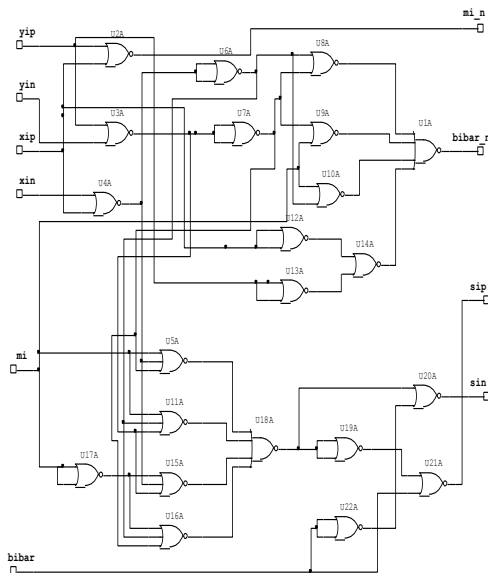 mi_n
yip
U2A
U6A
U8A
yin
U3A
U7A
U9A
U1A
bibar_n
xip
U10A
xin
U4A
U12A
U14A
U13A
sip
mi
U5A
U20A
sin
U11A
U18A
U19A
U17A
U15A
U21A
U16A
U22A
bibar